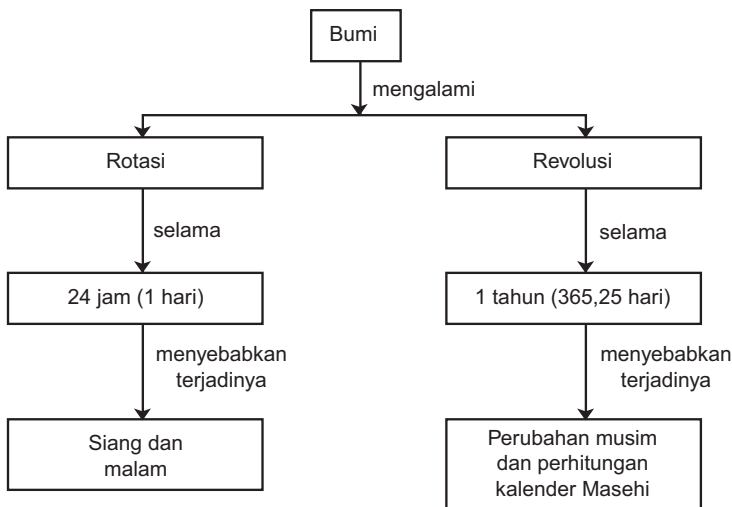 Bumi
mengalami
Rotasi
Revolusi
selama
selama
24 jam (1 hari)
1 tahun (365,25 hari)
menyebabkan
terjadinya
menyebabkan
terjadinya
Siang dan
malam
Perubahan musim
dan perhitungan
kalender Masehi